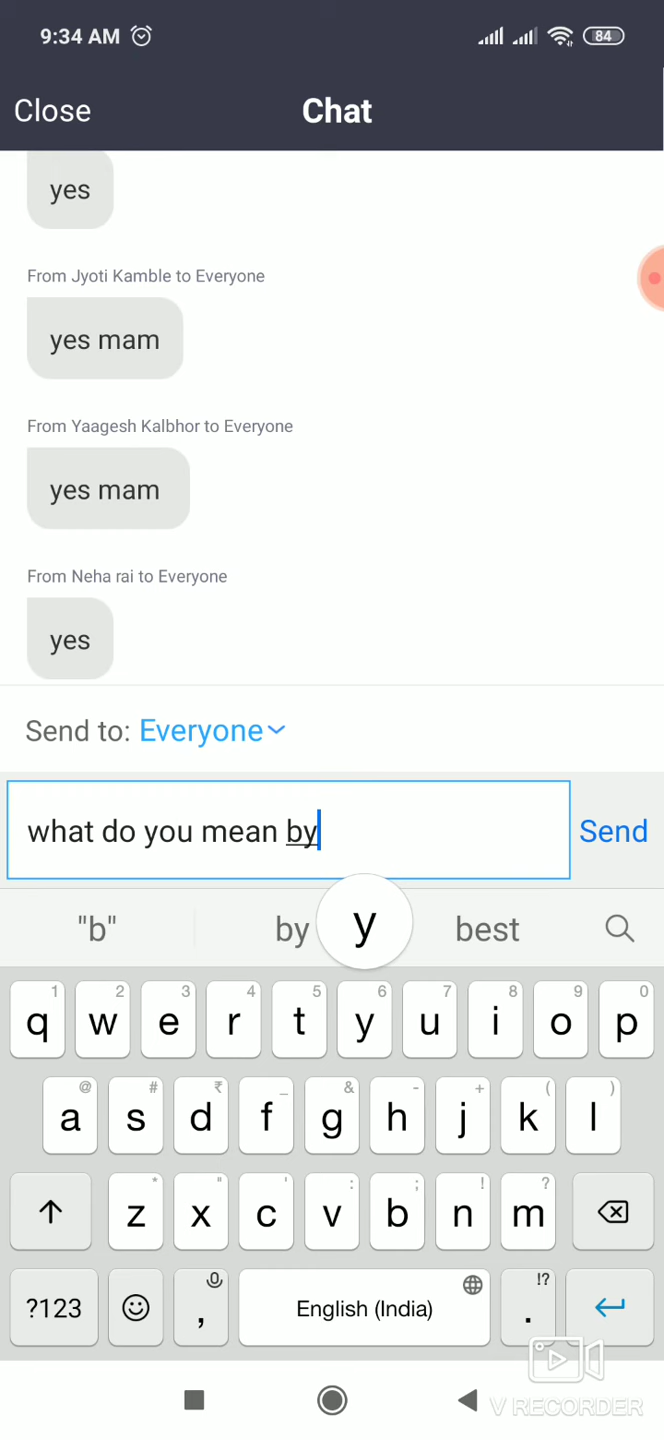 9:34 AM 84
Close Chat
yes
From Jyoti Kamble to Everyone
yes mam
From Yaagesh Kalbhor to Everyone
yes mam
From Neha rai to Everyone
yes
Send to: Everyone
what do you mean by Send
"b" by y best
1 2 3 4 5 6 7 8 9 0
q w e r t y u i o p
@ # ₹ _ & - + ( )
a s d f g h j k l
* " ' : ; ! ?
z x c v b n m
!?
?123 , English (India) .
V RECORDER